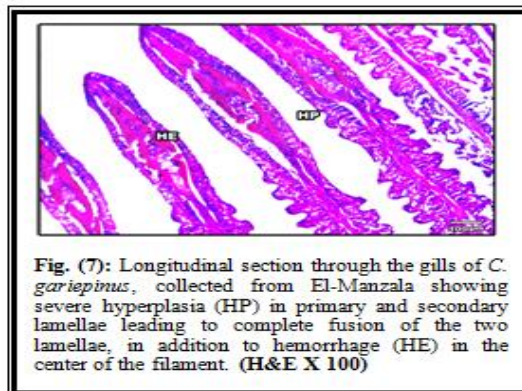 HP
HE
Fig. (7): Longitudinal section through the gills of C.
gariepinus, collected from El-Manzala showing
severe hyperplasia (HP) in primary and secondary
lamellae leading to complete fusion of the two
lamellae, in addition to hemorrhage (HE) in the
center of the filament. (H&E X 100)